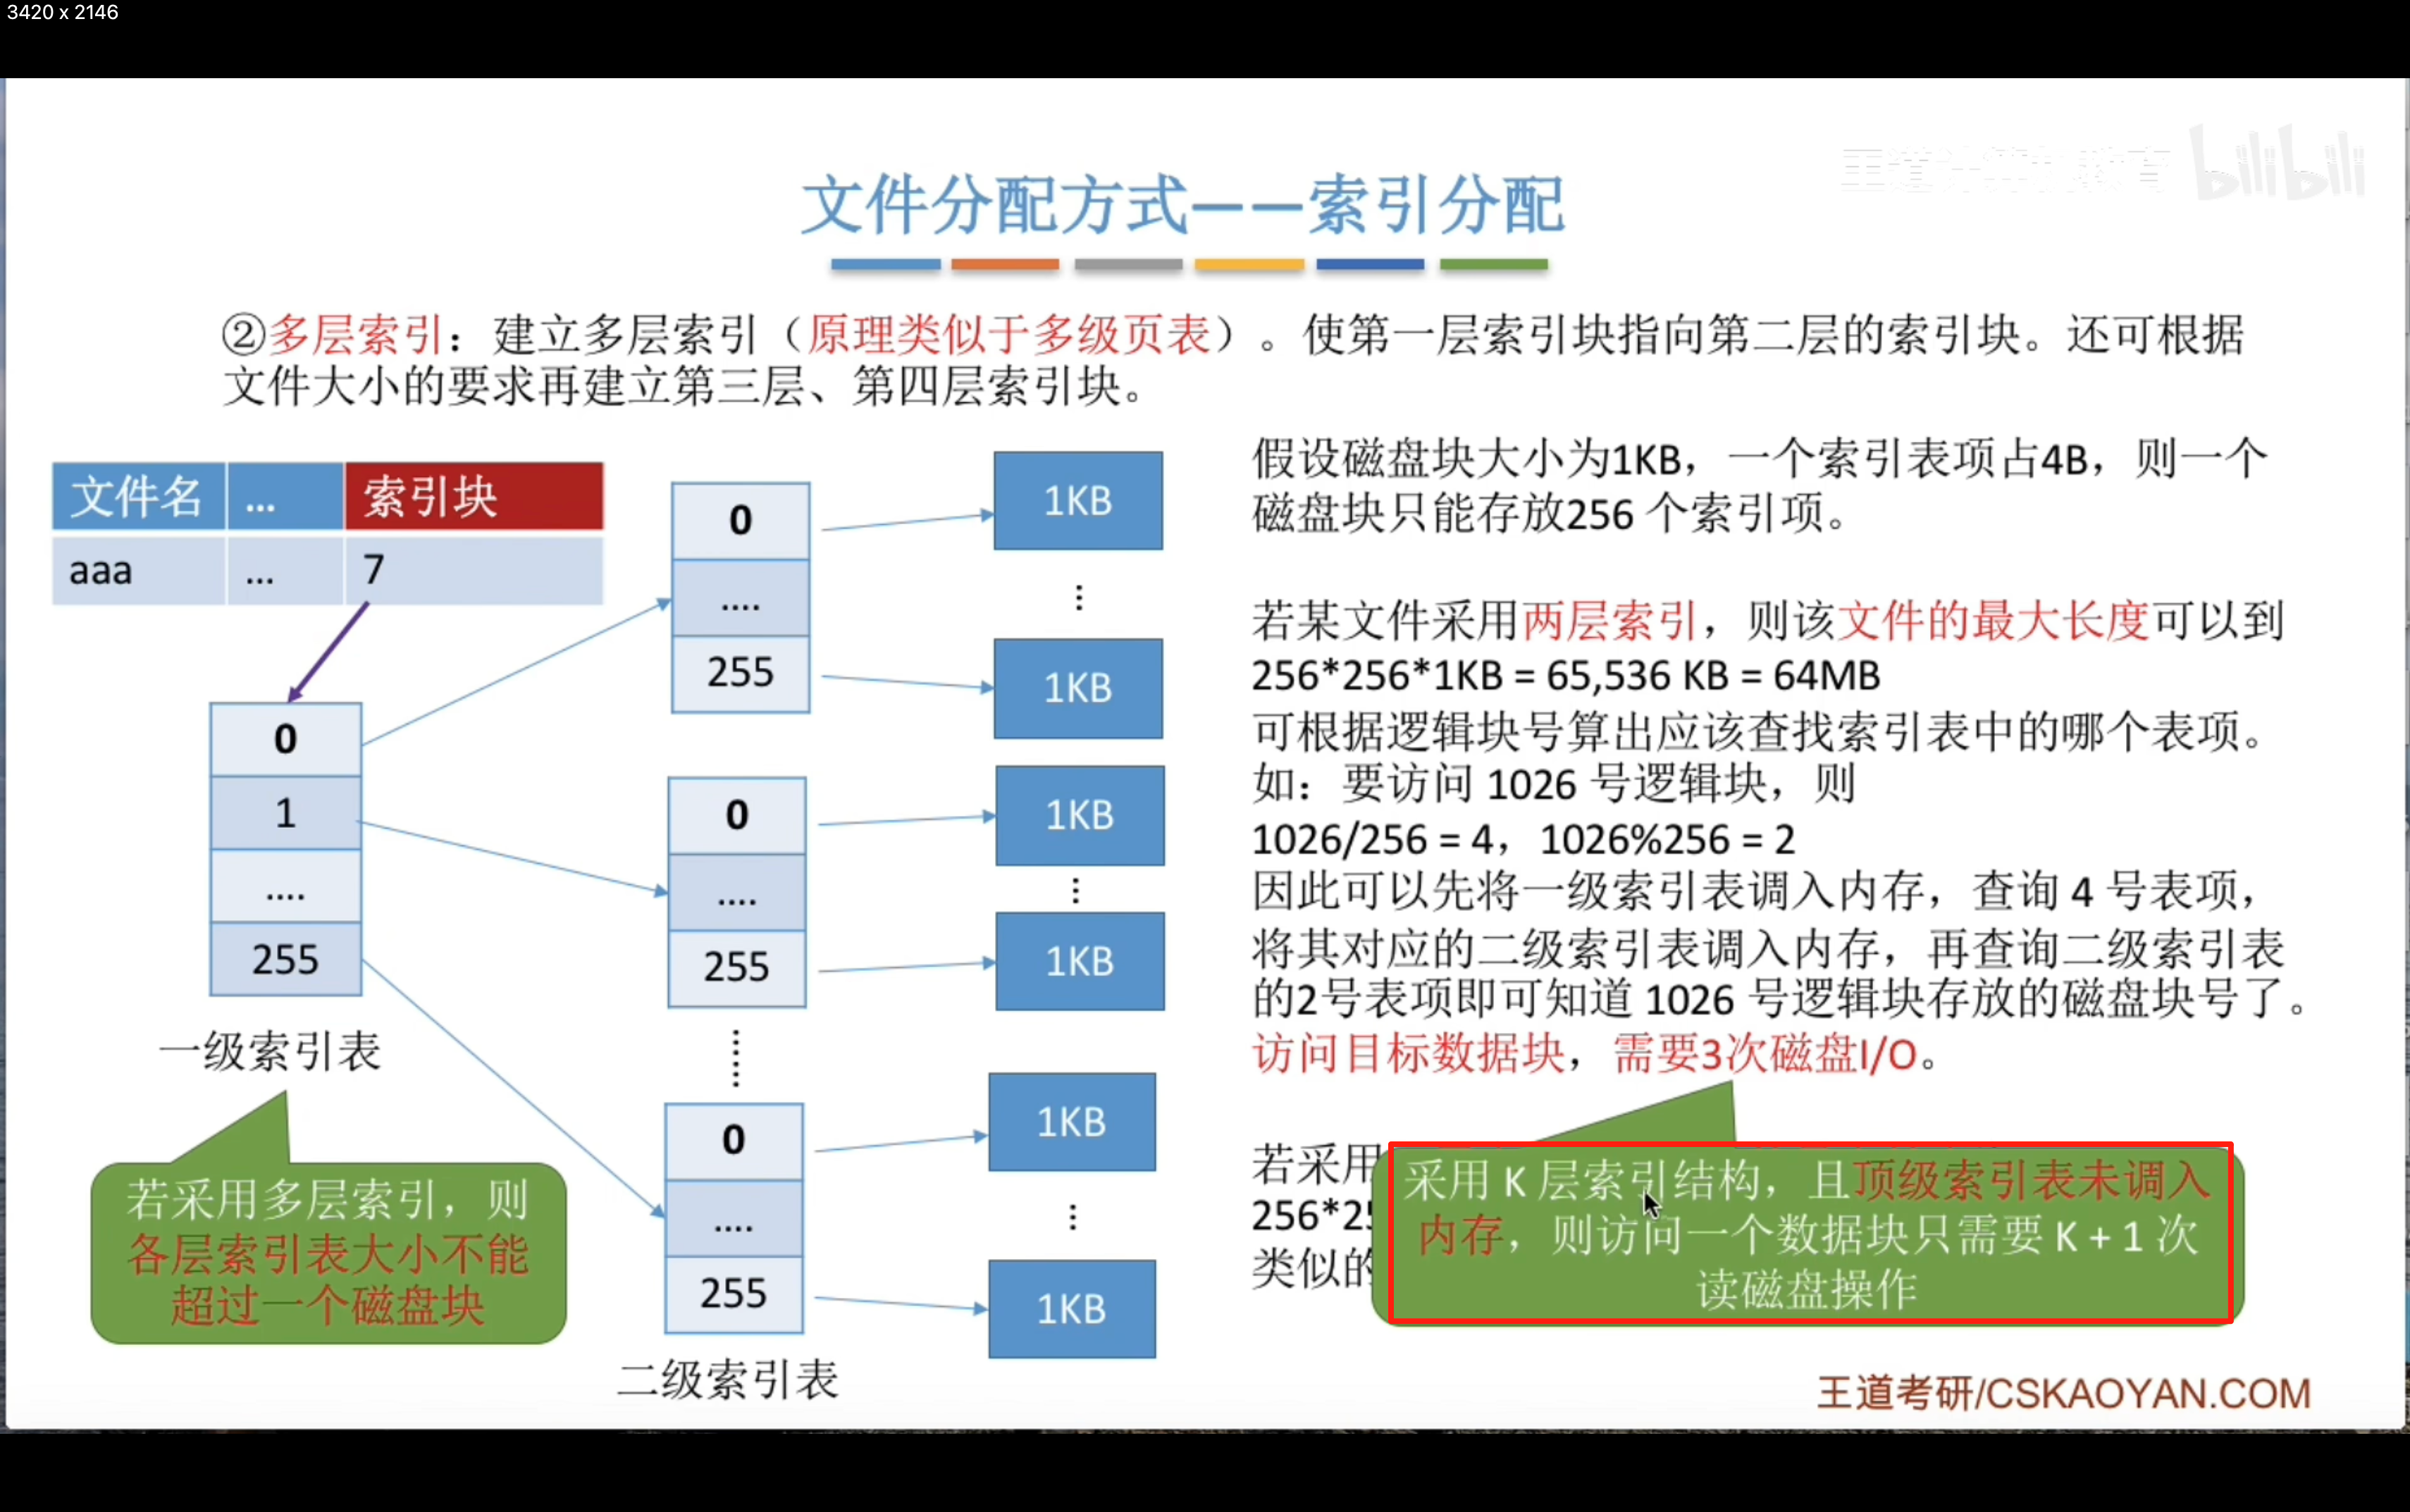 3420 x 2146
bilibili
文件分配方式——索引分配
②多层索引：建立多层索引（原理类似于多级页表）。使第一层索引块指向第二层的索引块。还可根据
文件大小的要求再建立第三层、第四层索引块。
文件名 ... 索引块
aaa ... 7
0
1
....
255
一级索引表
若采用多层索引，则
各层索引表大小不能
超过一个磁盘块
0
....
255
0
....
255
0
....
255
二级索引表
1KB
1KB
1KB
1KB
1KB
1KB
假设磁盘块大小为1KB，一个索引表项占4B，则一个
磁盘块只能存放256 个索引项。
若某文件采用两层索引，则该文件的最大长度可以到
256*256*1KB = 65,536 KB = 64MB
可根据逻辑块号算出应该查找索引表中的哪个表项。
如：要访问 1026 号逻辑块，则
1026/256 = 4，1026%256 = 2
因此可以先将一级索引表调入内存，查询 4 号表项，
将其对应的二级索引表调入内存，再查询二级索引表
的2号表项即可知道 1026 号逻辑块存放的磁盘块号了。
访问目标数据块，需要3次磁盘I/O。
若采用
256*25
类似的
采用 K 层索引结构，且顶级索引表未调入
内存，则访问一个数据块只需要 K + 1 次
读磁盘操作
王道考研/CSKAOYAN.COM